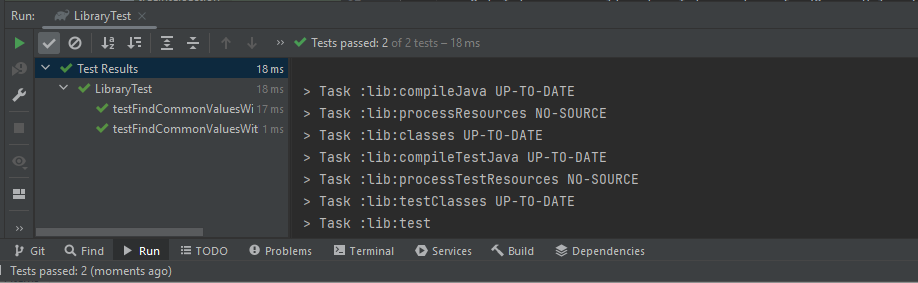 Run: LibraryTest
Tests passed: 2 of 2 tests – 18 ms
Test Results 18 ms
LibraryTest 18 ms
testFindCommonValuesWi 17 ms
testFindCommonValuesWit 1 ms
> Task :lib:compileJava UP-TO-DATE
> Task :lib:processResources NO-SOURCE
> Task :lib:classes UP-TO-DATE
> Task :lib:compileTestJava UP-TO-DATE
> Task :lib:processTestResources NO-SOURCE
> Task :lib:testClasses UP-TO-DATE
> Task :lib:test
Git Find Run TODO Problems Terminal Services Build Dependencies
Tests passed: 2 (moments ago)